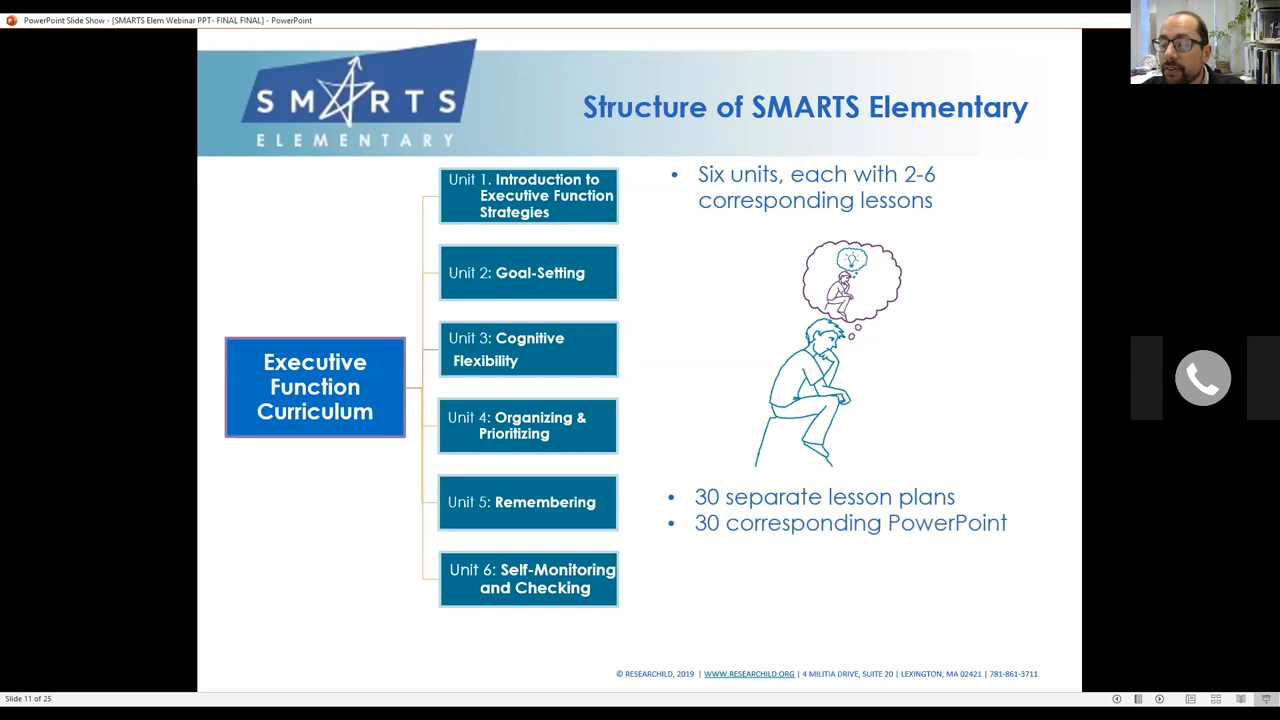 PowerPoint Slide Show - [SMARTS Elem Webinar PPT- FINAL FINAL] - PowerPoint
SMARTS
ELEMENTARY
Structure of SMARTS Elementary
Executive
Function
Curriculum
Unit 1. Introduction to
Executive Function
Strategies
Unit 2: Goal-Setting
Unit 3: Cognitive
Flexibility
Unit 4: Organizing &
Prioritizing
Unit 5: Remembering
Unit 6: Self-Monitoring
and Checking
• Six units, each with 2-6
corresponding lessons
• 30 separate lesson plans
• 30 corresponding PowerPoint
© RESEARCHILD, 2019 | WWW.RESEARCHILD.ORG | 4 MILITIA DRIVE, SUITE 20 | LEXINGTON, MA 02421 | 781-861-3711
Slide 11 of 25